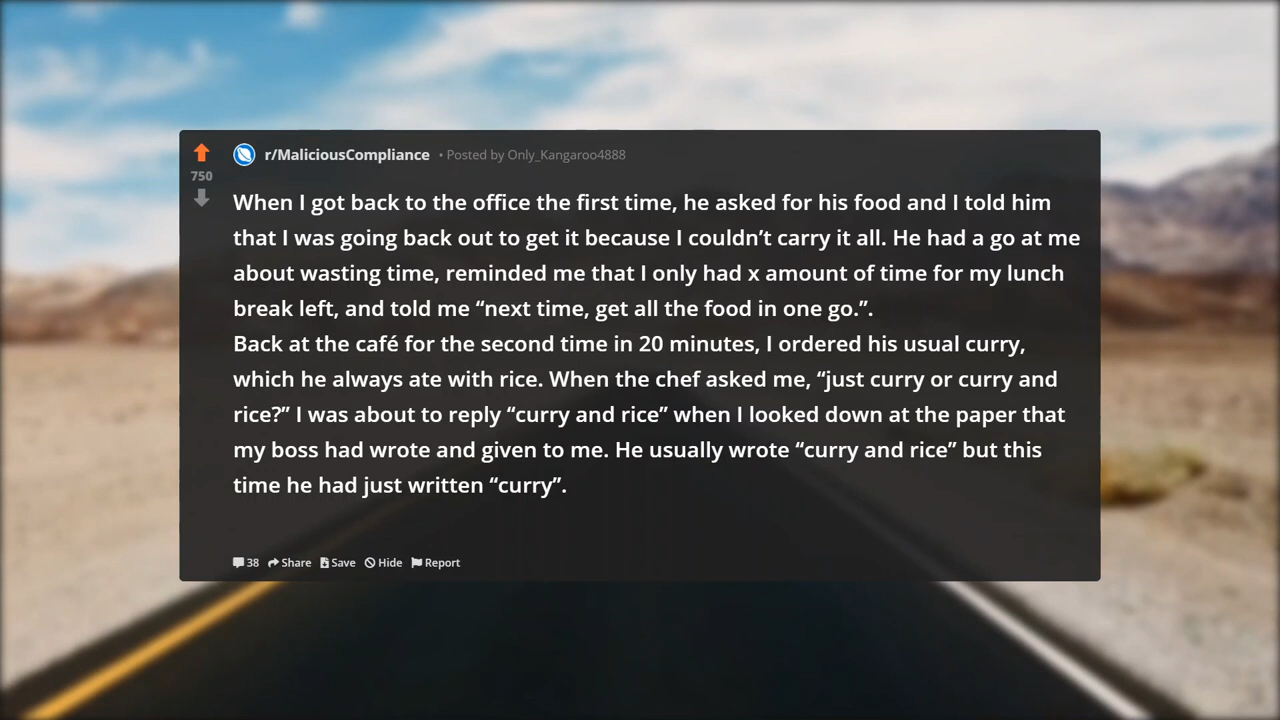 r/MaliciousCompliance • Posted by Only_Kangaroo4888
750
When I got back to the office the first time, he asked for his food and I told him
that I was going back out to get it because I couldn’t carry it all. He had a go at me
about wasting time, reminded me that I only had x amount of time for my lunch
break left, and told me “next time, get all the food in one go.”.
Back at the café for the second time in 20 minutes, I ordered his usual curry,
which he always ate with rice. When the chef asked me, “just curry or curry and
rice?” I was about to reply “curry and rice” when I looked down at the paper that
my boss had wrote and given to me. He usually wrote “curry and rice” but this
time he had just written “curry”.
38 Share Save Hide Report